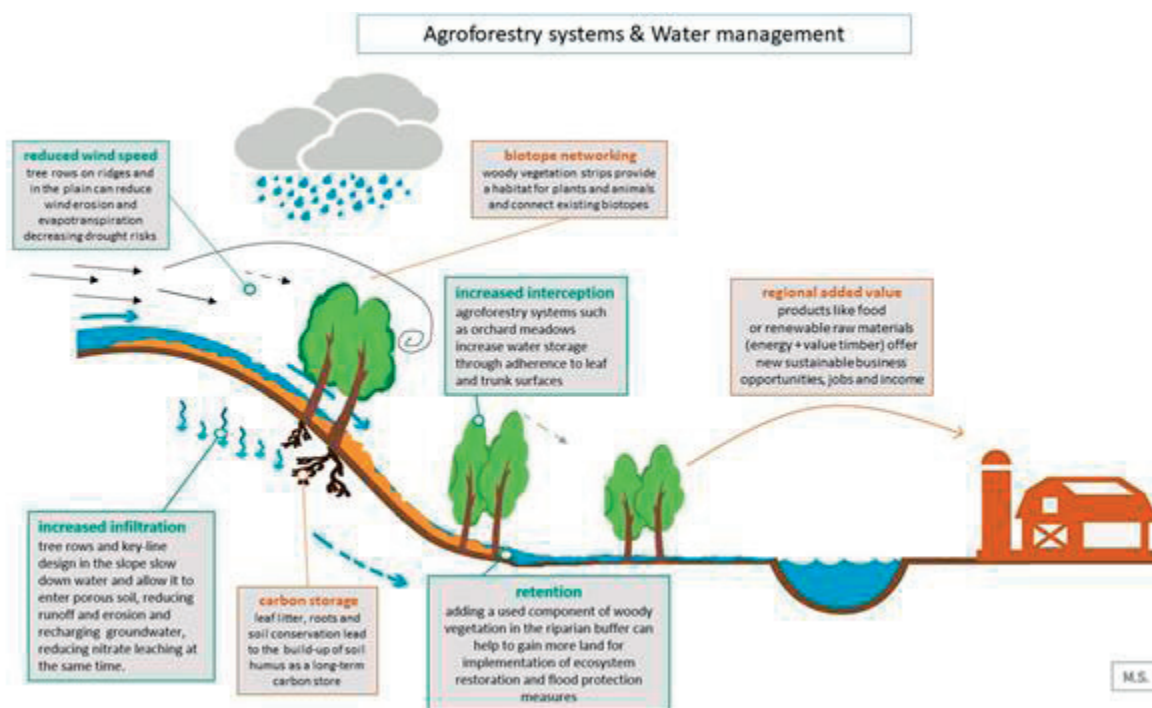 Agroforestry systems & Water management
reduced wind speed
tree rows on ridges and
in the plain can reduce
wind erosion and
evapotranspiration
decreasing drought risks
biotope networking
woody vegetation strips provide
a habitat for plants and animals
and connect existing biotopes
increased interception
agroforestry systems such
as orchard meadows
increase water storage
through adherence to leaf
and trunk surfaces
regional added value
products like food
or renewable raw materials
(energy + value timber) offer
new sustainable business
opportunities, jobs and income
increased infiltration
tree rows and key-line
design in the slope slow
down water and allow it to
enter porous soil, reducing
runoff and erosion and
recharging groundwater,
reducing nitrate leaching at
the same time.
carbon storage
leaf litter, roots and
soil conservation lead
to the build-up of soil
humus as a long-term
carbon store
retention
adding a used component of woody
vegetation in the riparian buffer can
help to gain more land for
implementation of ecosystem
restoration and flood protection
measures
M.S.